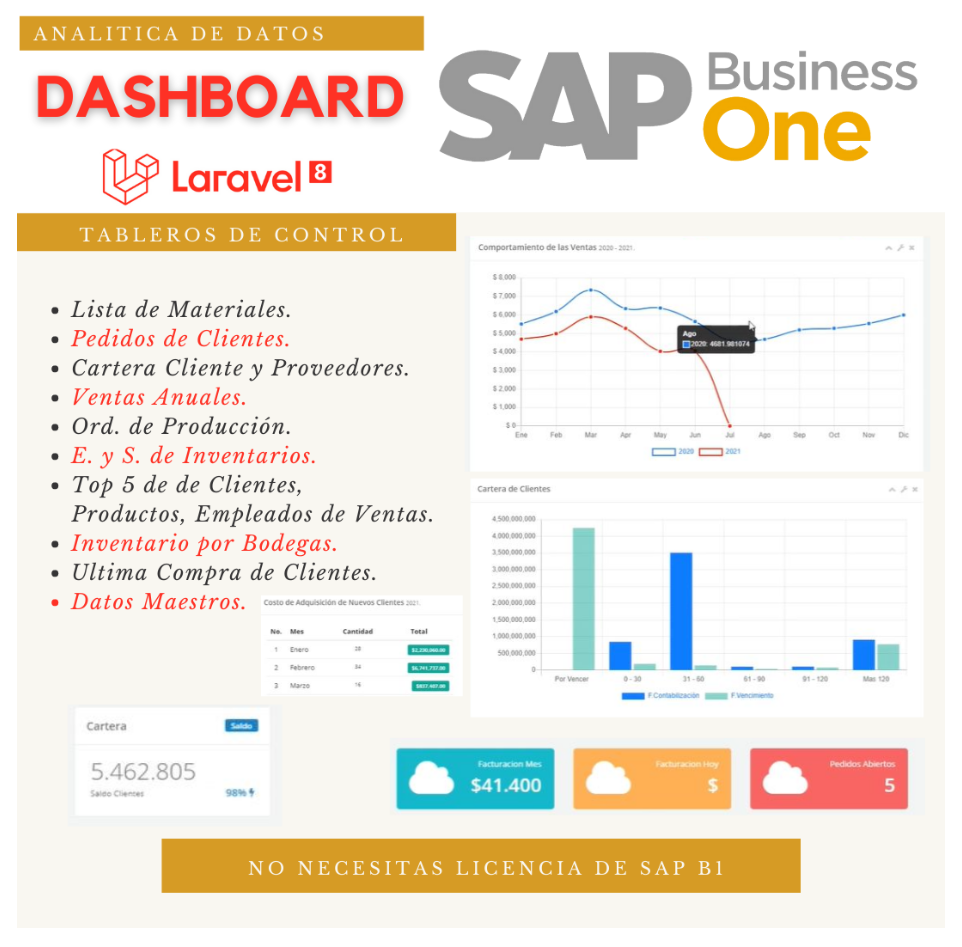 ANALITICA DE DATOS
DASHBOARD
Laravel 8
SAP Business One
TABLEROS DE CONTROL
Lista de Materiales.
Pedidos de Clientes.
Cartera Cliente y Proveedores.
Ventas Anuales.
Ord. de Producción.
E. y S. de Inventarios.
Top 5 de de Clientes,
Productos, Empleados de Ventas.
Inventario por Bodegas.
Ultima Compra de Clientes.
Datos Maestros.
Comportamiento de las Ventas 2020 - 2021.
$ 8,000
$ 7,000
$ 6,000
$ 5,000
$ 4,000
$ 3,000
$ 2,000
$ 1,000
$ 0
Ago
2020: 4681.981074
Ene Feb Mar Apr May Jun Jul Ago Sep Oct Nov Dic
2020 2021
Cartera de Clientes
4,500,000,000
4,000,000,000
3,500,000,000
3,000,000,000
2,500,000,000
2,000,000,000
1,500,000,000
1,000,000,000
500,000,000
0
Por Vencer 0 - 30 31 - 60 61 - 90 91 - 120 Mas 120
F Contabilización F Vencimiento
Costo de Adquisición de Nuevos Clientes 2021.
No. Mes Cantidad Total
1 Enero
2 Febrero 34
3 Marzo 16
Cartera Saldo
5.462.805
Saldo Clientes 98%
Facturacion Mes
$41.400
Facturacion Hoy
$
Pedidos Abiertos
5
NO NECESITAS LICENCIA DE SAP B1